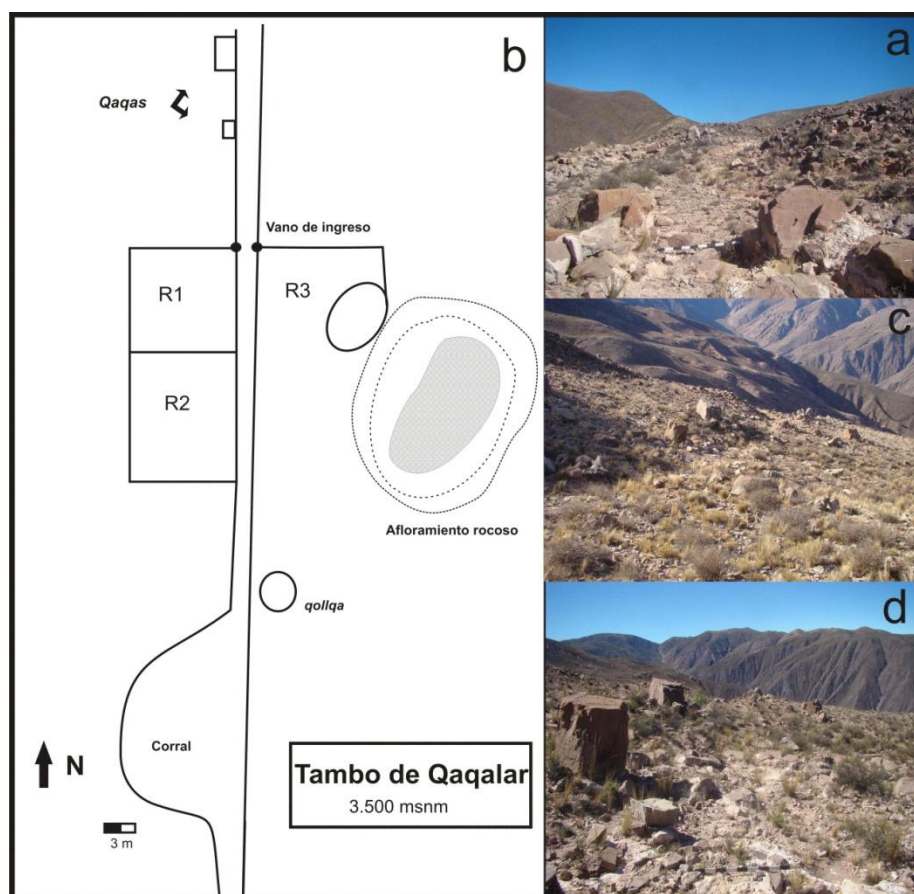 b
Qaqas
Vano de ingreso
R1
R3
R2
Afloramiento rocoso
qollqa
Corral
N
3 m
Tambo de Qaqalar
3.500 msnm
a
c
d